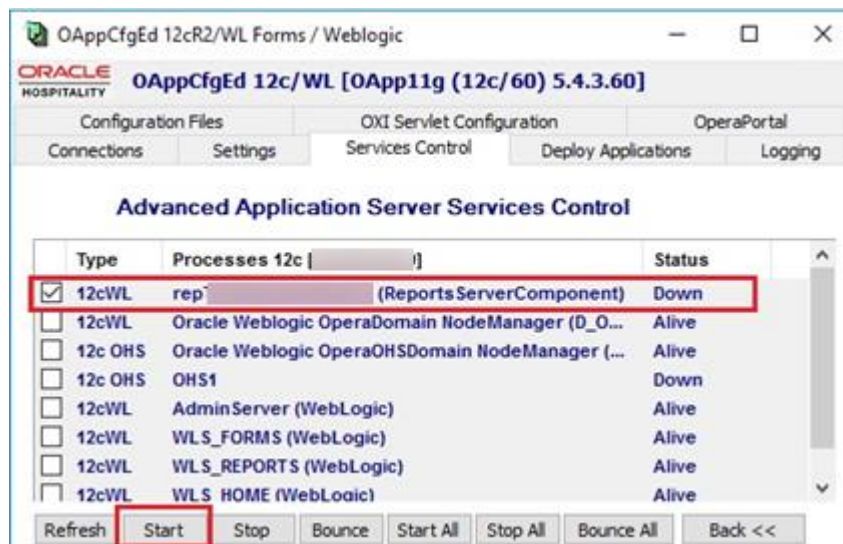 OAppCfgEd 12cR2/WL Forms / Weblogic
ORACLE HOSPITALITY OAppCfgEd 12c/WL [OApp11g (12c/60) 5.4.3.60]
Configuration Files OXI Servlet Configuration OperaPortal
Connections Settings Services Control Deploy Applications Logging
Advanced Application Server Services Control
Type Processes 12c [ ] Status
12cWL rep (ReportsServerComponent) Down
12cWL Oracle Weblogic OperaDomain NodeManager (D_O... Alive
12c OHS Oracle Weblogic OperaOHSDomain NodeManager (... Alive
12c OHS OHS1 Down
12cWL AdminServer (WebLogic) Alive
12cWL WLS_FORMS (WebLogic) Alive
12cWL WLS_REPORTS (WebLogic) Alive
12cWL WLS_HOME (WebLogic) Alive
Refresh Start Stop Bounce Start All Stop All Bounce All Back <<